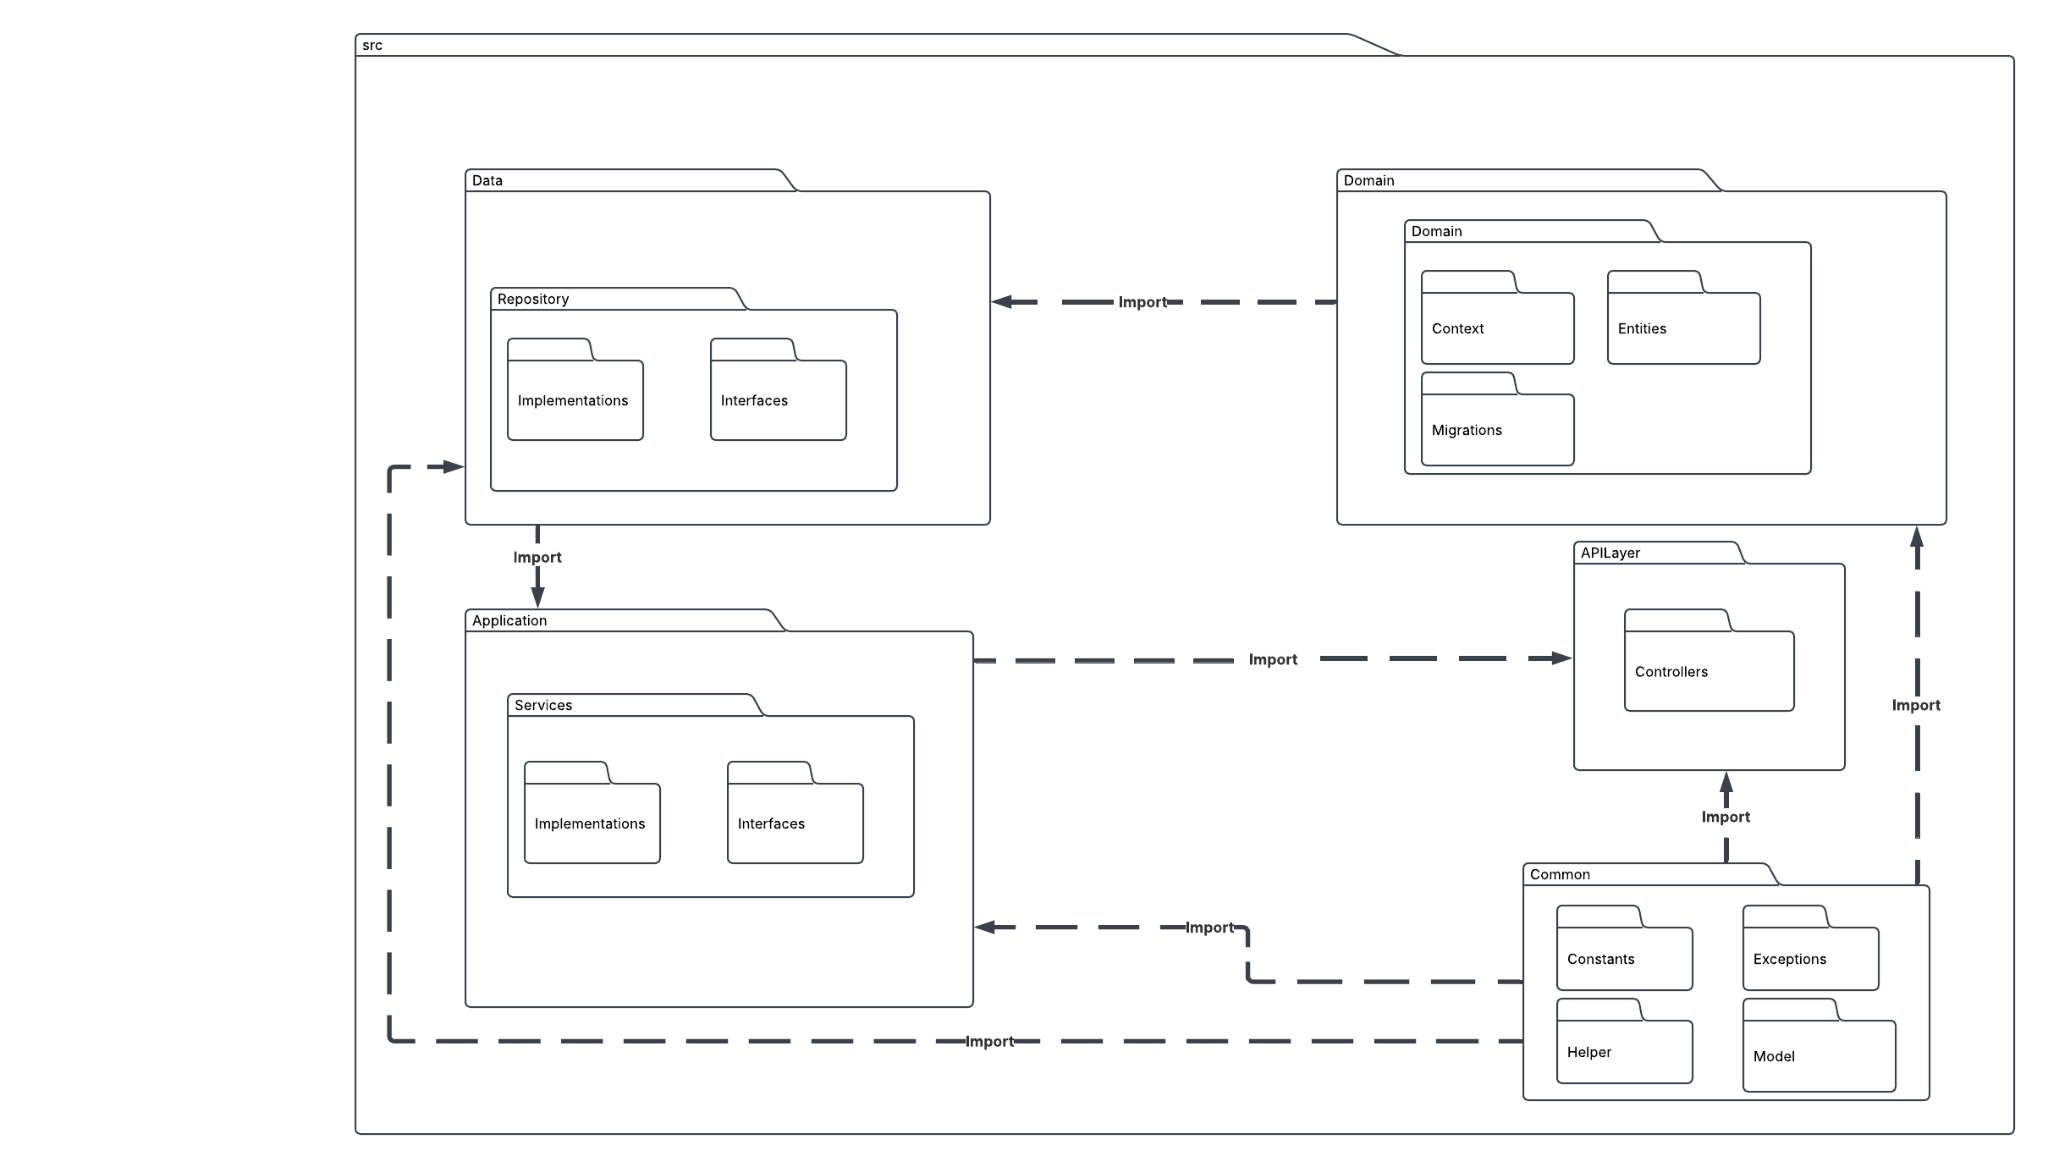 src
Data
Domain
Domain
Context
Entities
Migrations
Repository
Implementations
Interfaces
Import
Import
Application
Services
Implementations
Interfaces
Import
APILayer
Controllers
Import
Import
Common
Constants
Exceptions
Helper
Model
Import
Import